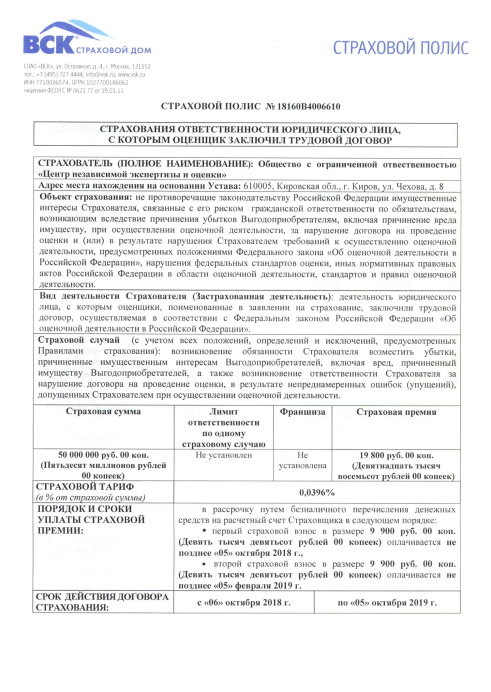 ВСК СТРАХОВОЙ ДОМ
СТРАХОВОЙ ПОЛИС
СОАО «ВСК», ул. Островная, д. 4, г. Москва, 121552
тел.: +7 (495) 727 4444, info@vsk.ru, www.vsk.ru
ИНН 7710026574, ОГРН 1027700186062
лицензия ФССН С № 0621 77 от 19.01.11
СТРАХОВОЙ ПОЛИС № 18160B4006610
СТРАХОВАНИЯ ОТВЕТСТВЕННОСТИ ЮРИДИЧЕСКОГО ЛИЦА,
С КОТОРЫМ ОЦЕНЩИК ЗАКЛЮЧИЛ ТРУДОВОЙ ДОГОВОР
СТРАХОВАТЕЛЬ (ПОЛНОЕ НАИМЕНОВАНИЕ): Общество с ограниченной ответственностью
«Центр независимой экспертизы и оценки»
Адрес места нахождения на основании Устава: 610005, Кировская обл., г. Киров, ул. Чехова, д. 8
Объект страхования: не противоречащие законодательству Российской Федерации имущественные
интересы Страхователя, связанные с его риском гражданской ответственности по обязательствам,
возникающим вследствие причинения убытков Выгодоприобретателям, включая причинение вреда
имуществу, при осуществлении оценочной деятельности, за нарушение договора на проведение
оценки и (или) в результате нарушения Страхователем требований к осуществлению оценочной
деятельности, предусмотренных положениями Федерального закона «Об оценочной деятельности в
Российской Федерации», нарушения федеральных стандартов оценки, иных нормативных правовых
актов Российской Федерации в области оценочной деятельности, стандартов и правил оценочной
деятельности.
Вид деятельности Страхователя (Застрахованная деятельность): деятельность юридического
лица, с которым оценщики, поименованные в заявлении на страхование, заключили трудовой
договор, осуществляемая в соответствии с Федеральным законом Российской Федерации «Об
оценочной деятельности в Российской Федерации».
Страховой случай (с учетом всех положений, определений и исключений, предусмотренных
Правилами страхования): возникновение обязанности Страхователя возместить убытки,
причиненные имущественным интересам Выгодоприобретателей, включая вред, причиненный
имуществу Выгодоприобретателей, а также возникновение ответственности Страхователя за
нарушение договора на проведение оценки, в результате непреднамеренных ошибок (упущений),
допущенных Страхователем при осуществлении оценочной деятельности.
Страховая сумма
Лимит
ответственности
по одному
страховому случаю
Франшиза
Страховая премия
50 000 000 руб. 00 коп.
(Пятьдесят миллионов рублей
00 копеек)
Не установлен
Не
установлена
19 800 руб. 00 коп.
(Девятнадцать тысяч
восемьсот рублей 00 копеек)
СТРАХОВОЙ ТАРИФ
(в % от страховой суммы)
0,0396%
ПОРЯДОК И СРОКИ
УПЛАТЫ СТРАХОВОЙ
ПРЕМИИ:
в рассрочку путем безналичного перечисления денежных
средств на расчетный счет Страховщика в следующем порядке:
• первый страховой взнос в размере 9 900 руб. 00 коп.
(Девять тысяч девятьсот рублей 00 копеек) оплачивается не
позднее «05» октября 2018 г.,
• второй страховой взнос в размере 9 900 руб. 00 коп.
(Девять тысяч девятьсот рублей 00 копеек) оплачивается не
позднее «05» февраля 2019 г.
СРОК ДЕЙСТВИЯ ДОГОВОРА
СТРАХОВАНИЯ:
с «06» октября 2018 г.
по «05» октября 2019 г.